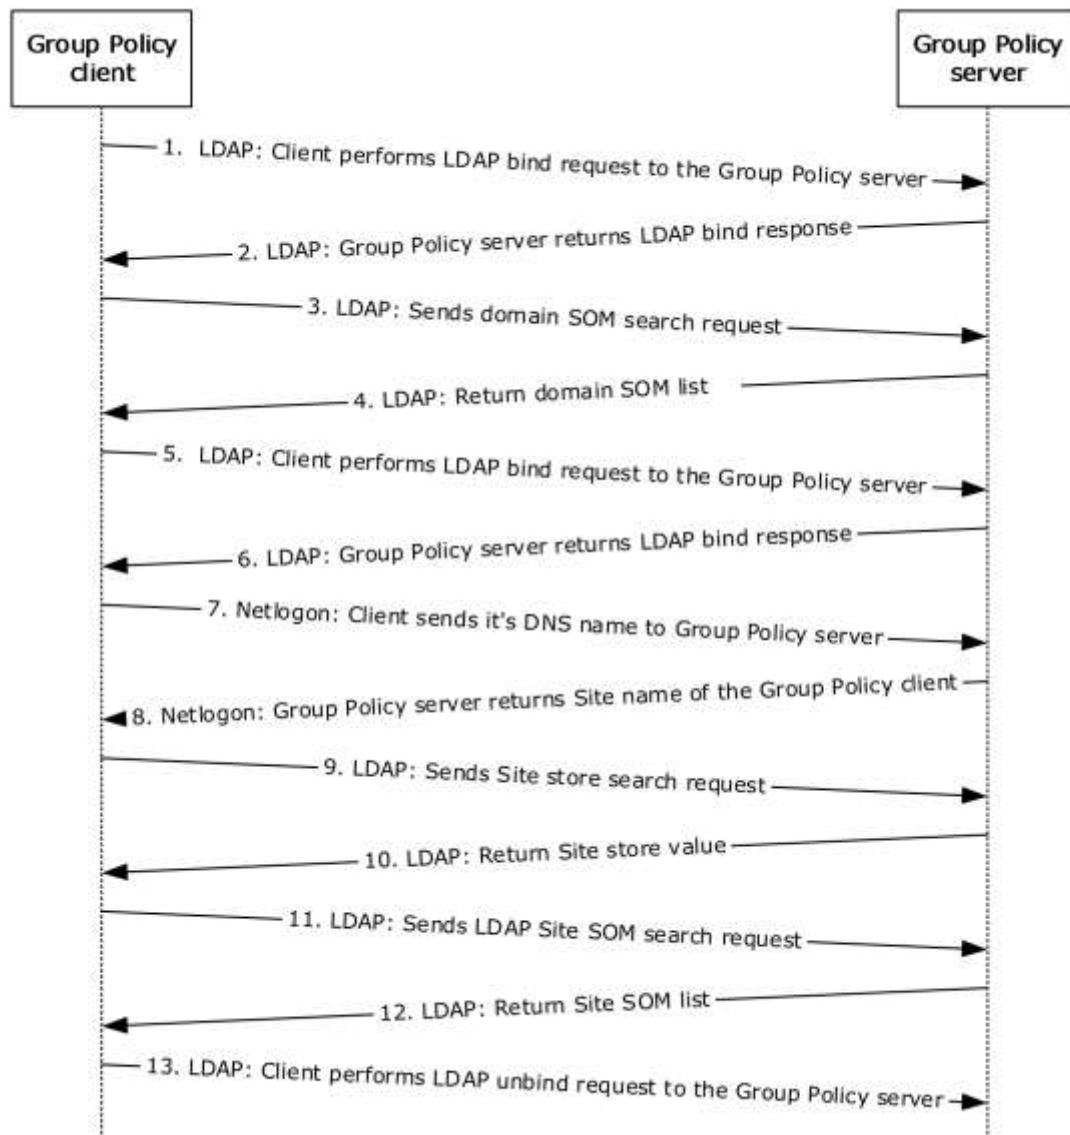 Group Policy
client
Group Policy
server
1. LDAP: Client performs LDAP bind request to the Group Policy server
2. LDAP: Group Policy server returns LDAP bind response
3. LDAP: Sends domain SOM search request
4. LDAP: Return domain SOM list
5. LDAP: Client performs LDAP bind request to the Group Policy server
6. LDAP: Group Policy server returns LDAP bind response
7. Netlogon: Client sends it's DNS name to Group Policy server
8. Netlogon: Group Policy server returns Site name of the Group Policy client
9. LDAP: Sends Site store search request
10. LDAP: Return Site store value
11. LDAP: Sends LDAP Site SOM search request
12. LDAP: Return Site SOM list
13. LDAP: Client performs LDAP unbind request to the Group Policy server